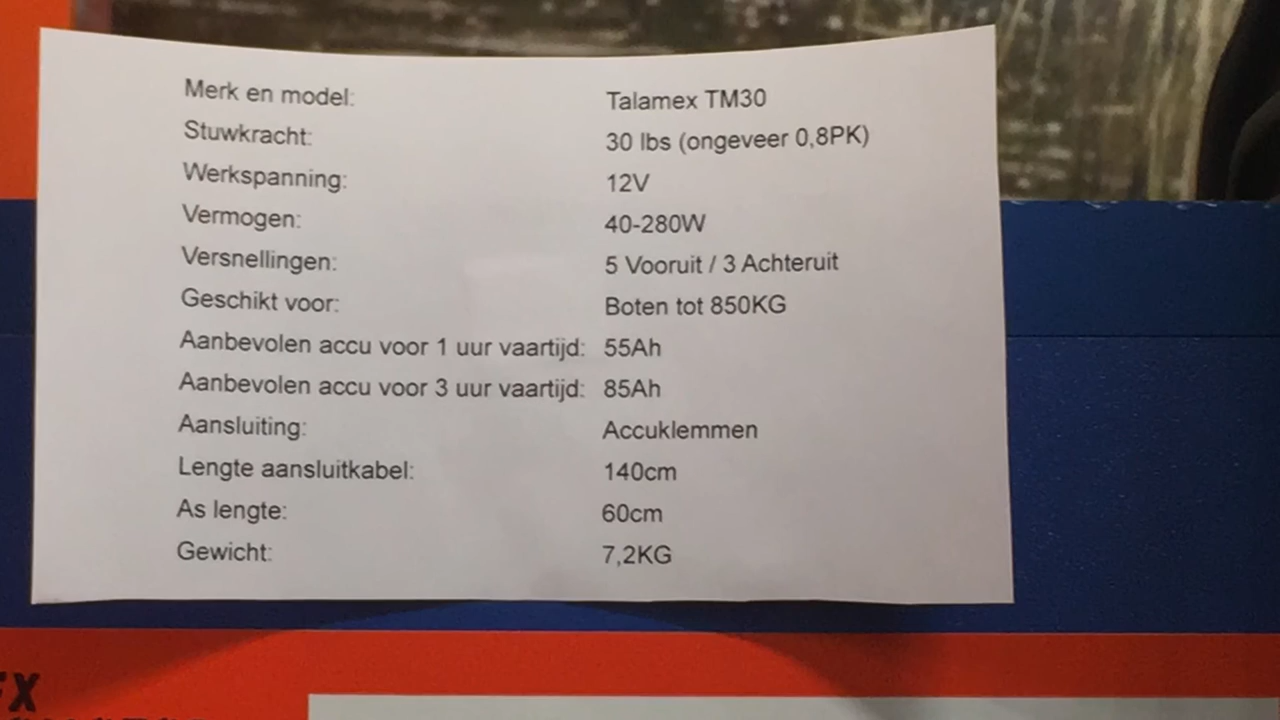 Merk en model: Talamex TM30
Stuwkracht: 30 lbs (ongeveer 0,8PK)
Werkspanning: 12V
Vermogen: 40-280W
Versnellingen: 5 Vooruit / 3 Achteruit
Geschikt voor: Boten tot 850KG
Aanbevolen accu voor 1 uur vaartijd: 55Ah
Aanbevolen accu voor 3 uur vaartijd: 85Ah
Aansluiting: Accuklemmen
Lengte aansluitkabel: 140cm
As lengte: 60cm
Gewicht: 7,2KG